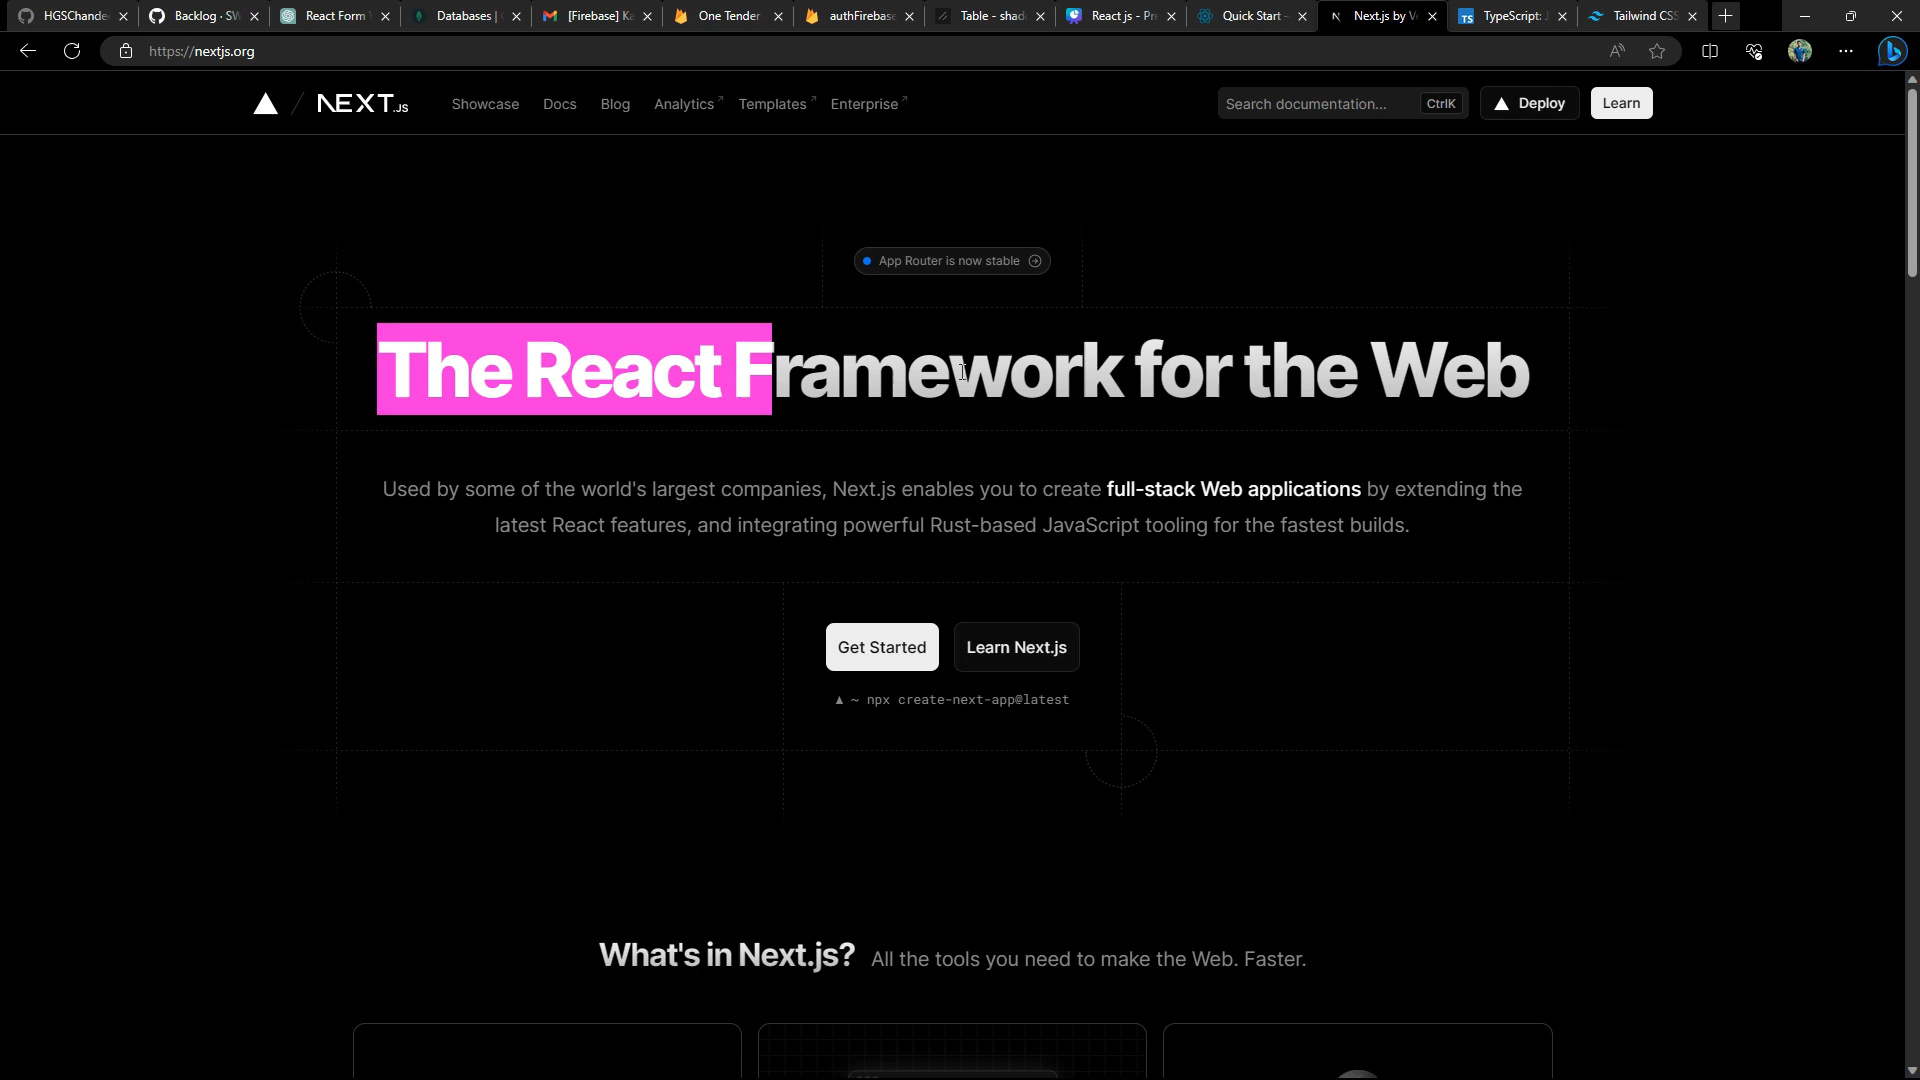 HGSChande
Backlog · SW
React Form V
Databases |
[Firebase] Ka
One Tender
authFirebase
Table - shad
React js - Pre
Quick Start –
Next.js by Ve
TypeScript: J
Tailwind CSS
https://nextjs.org
NEXT.JS
Showcase
Docs
Blog
Analytics
Templates
Enterprise
Search documentation...
CtrlK
Deploy
Learn
App Router is now stable
The React Framework for the Web
Used by some of the world's largest companies, Next.js enables you to create full-stack Web applications by extending the
latest React features, and integrating powerful Rust-based JavaScript tooling for the fastest builds.
Get Started
Learn Next.js
▲ ~ npx create-next-app@latest
What's in Next.js? All the tools you need to make the Web. Faster.